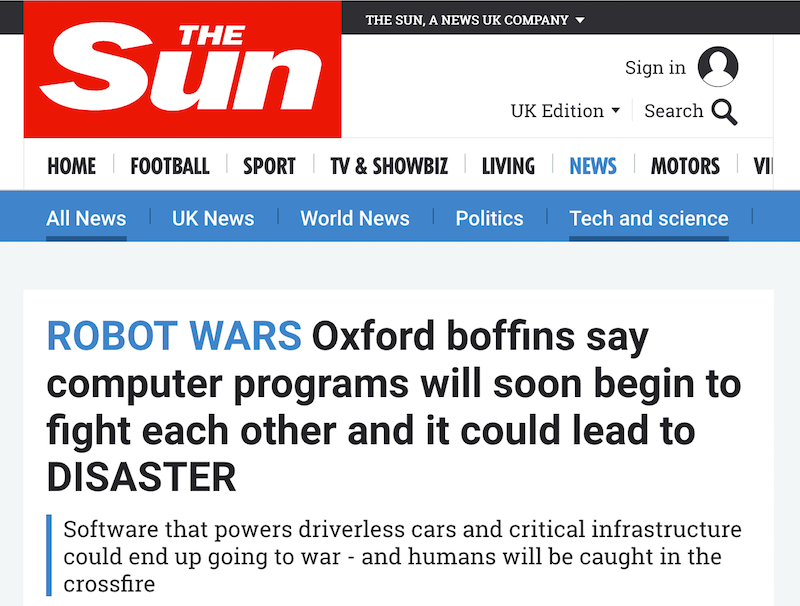 THE SUN, A NEWS UK COMPANY
THE
Sun
Sign in
UK Edition
Search
HOME FOOTBALL SPORT TV & SHOWBIZ LIVING NEWS MOTORS VI
All News UK News World News Politics Tech and science
ROBOT WARS Oxford boffins say
computer programs will soon begin to
fight each other and it could lead to
DISASTER
Software that powers driverless cars and critical infrastructure
could end up going to war - and humans will be caught in the
crossfire